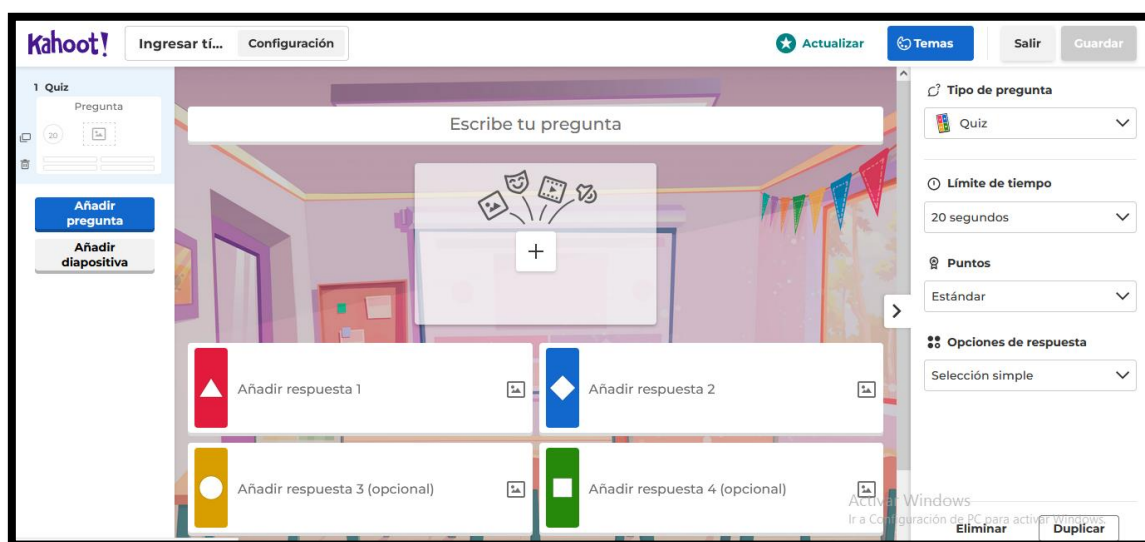 Kahoot!
Ingresar tí...
Configuración
Actualizar
Temas
Salir
Guardar
1 Quiz
Pregunta
20
Añadir
pregunta
Añadir
diapositiva
Escribe tu pregunta
Añadir respuesta 1
Añadir respuesta 2
Añadir respuesta 3 (opcional)
Añadir respuesta 4 (opcional)
Tipo de pregunta
Quiz
Límite de tiempo
20 segundos
Puntos
Estándar
Opciones de respuesta
Selección simple
Activar Windows
Ir a Configuración de PC para activar Windows.
Eliminar
Duplicar